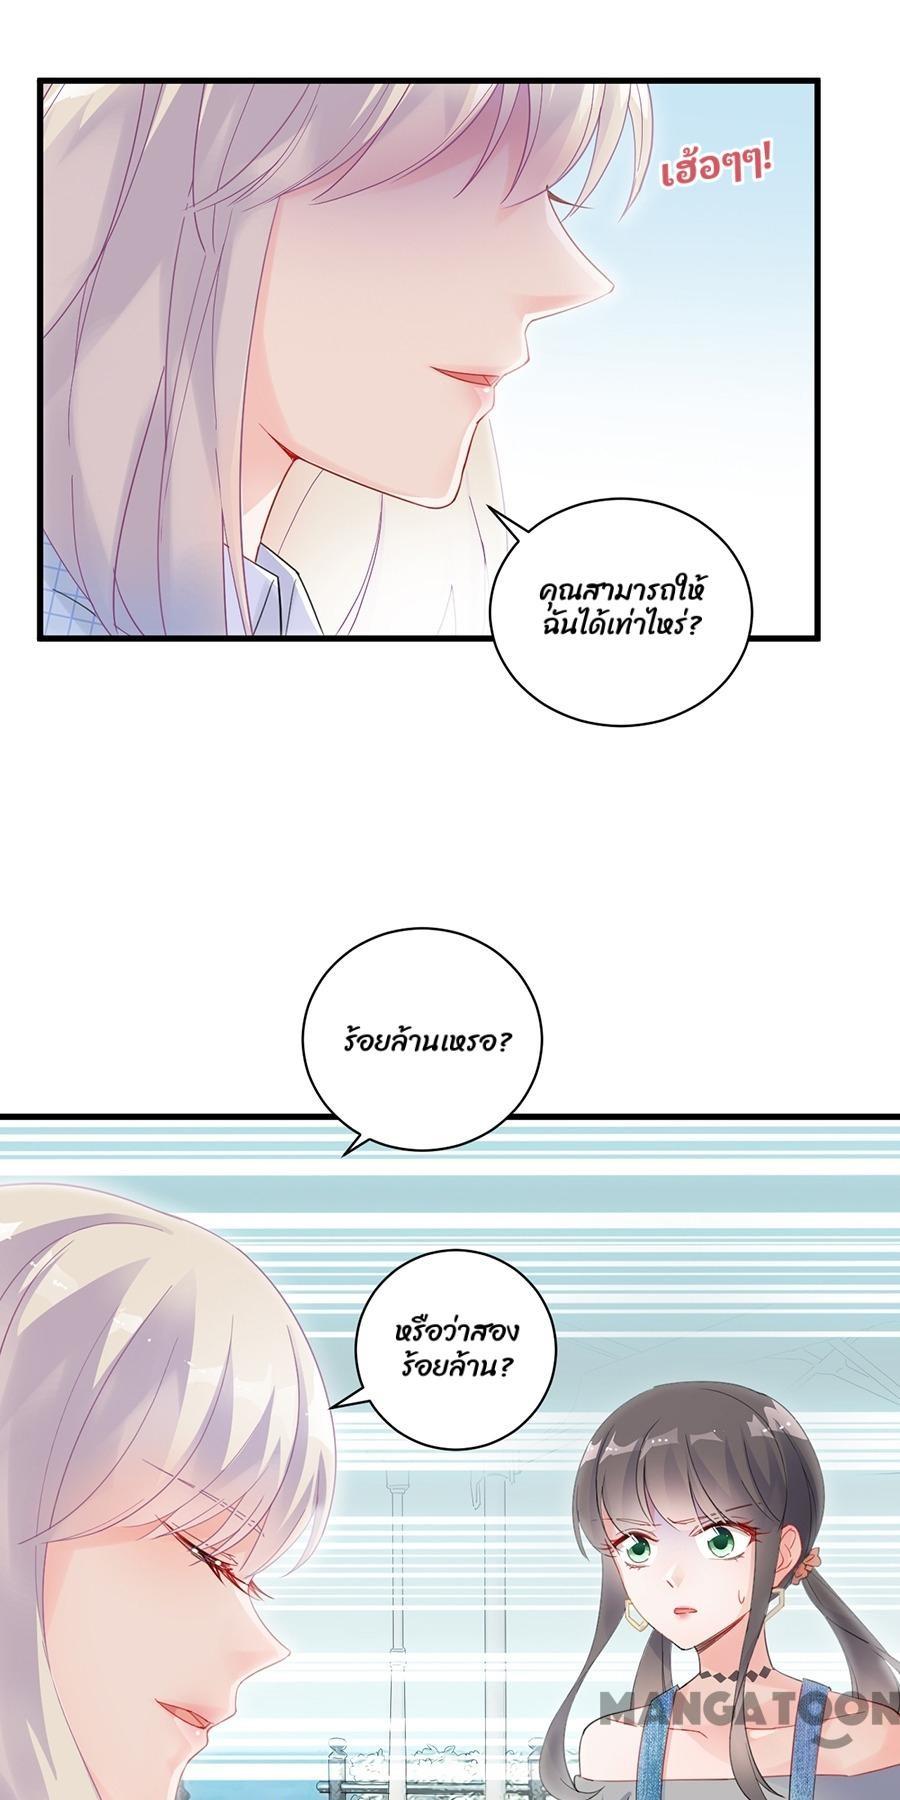 เฮ้อๆๆ!
คุณสามารถให้
ฉันได้เท่าไหร่?
ร้อยล้านเหรอ?
หรือว่าสอง
ร้อยล้าน?
MANGATOON